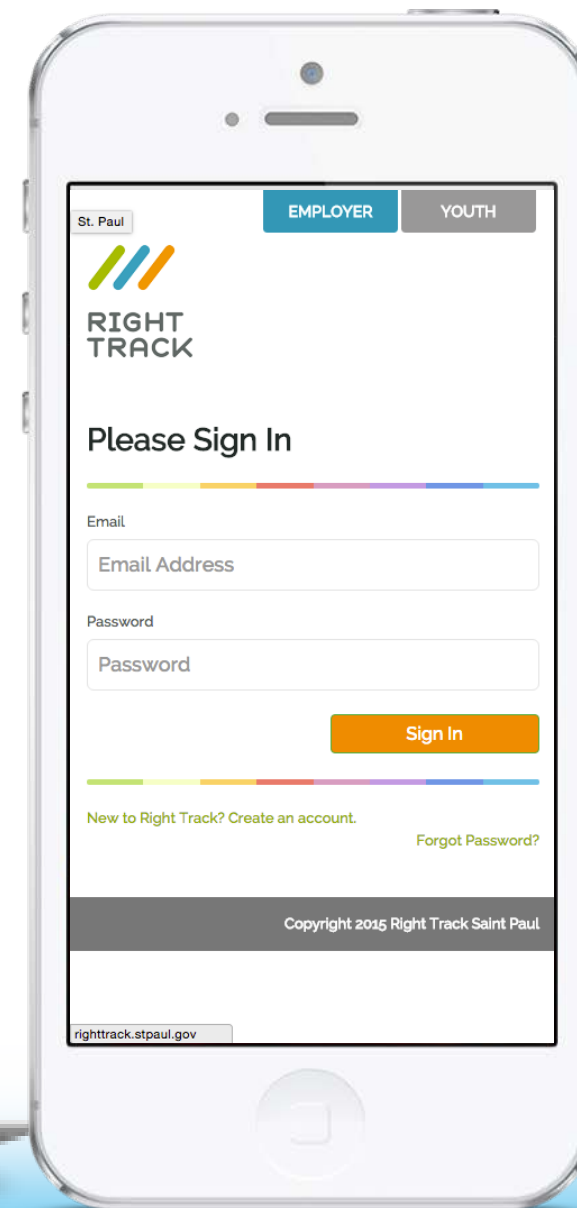 EMPLOYER
YOUTH
St. Paul
RIGHT
TRACK
Please Sign In
Email
Email Address
Password
Password
Sign In
New to Right Track? Create an account.
Forgot Password?
Copyright 2015 Right Track Saint Paul
righttrack.stpaul.gov